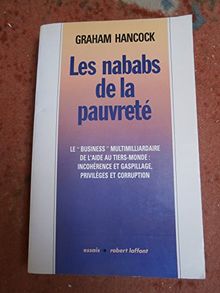 GRAHAM HANCOCK
Les nababs
de la
pauvreté
LE "BUSINESS" MULTIMILLIARDAIRE
DE L'AIDE AU TIERS-MONDE :
INCOHÉRENCE ET GASPILLAGE,
PRIVILÈGES ET CORRUPTION
essais • robert laffont